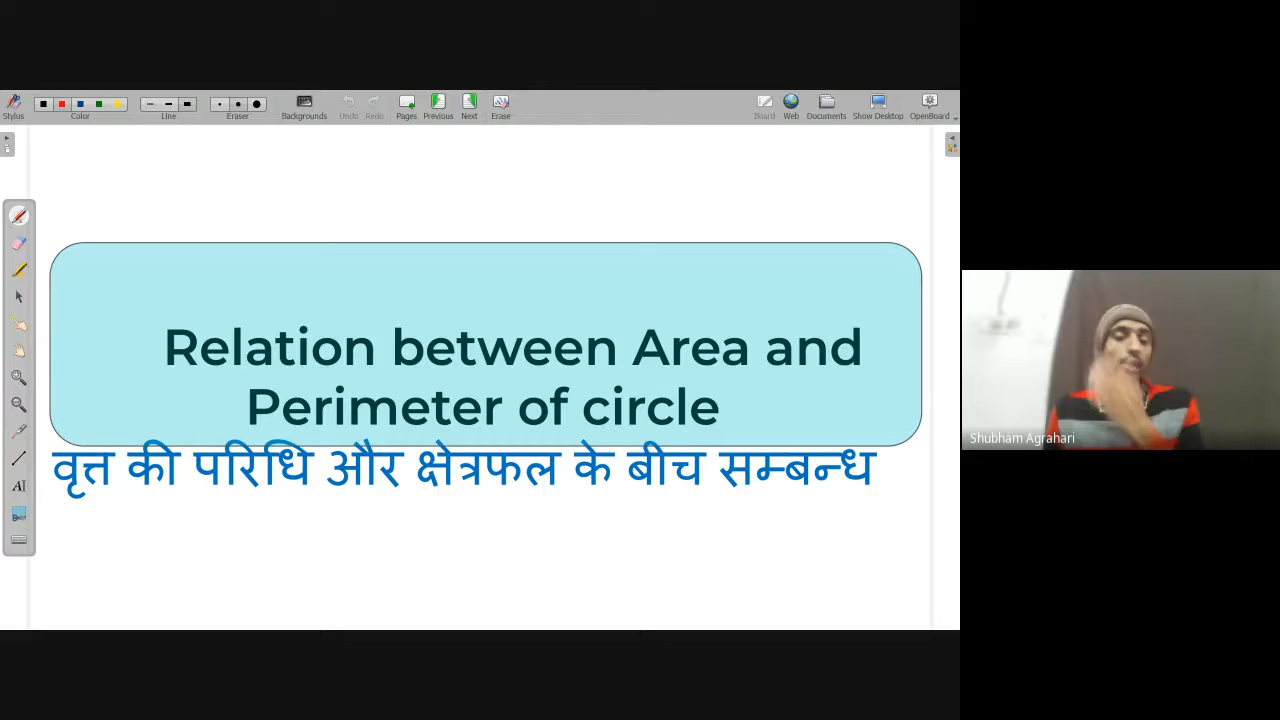 Stylus
Color
Line
Eraser
Backgrounds
Undo
Redo
Pages
Previous
Next
Erase
Board
Web
Documents
Show Desktop
OpenBoard
Relation between Area and
Perimeter of circle
वृत्त की परिधि और क्षेत्रफल के बीच सम्बन्ध
Shubham Agrahari